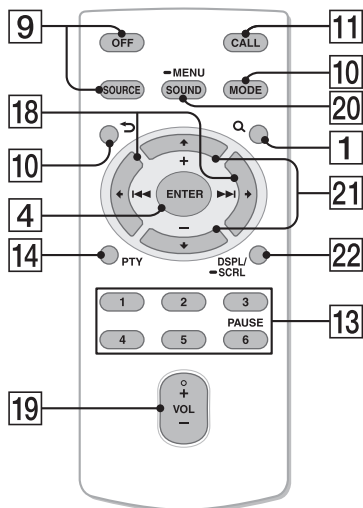 9 OFF CALL 11
–MENU
SOURCE SOUND MODE 10
18 20
10 1
+
ENTER 21
4
–
14 PTY DSPL/ 22
–SCRL
1 2 3
PAUSE 13
4 5 6
+
19 VOL
–